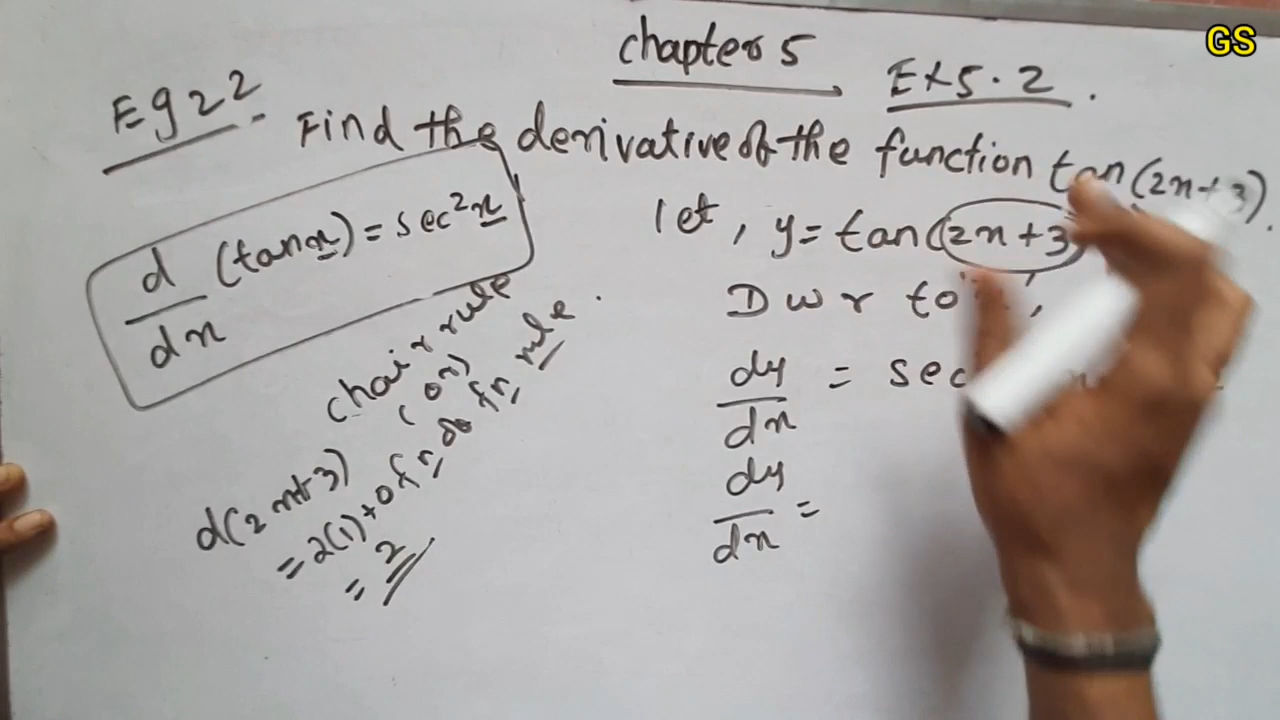 GS
chapter 5
Ex 5.2.
Eg 22.
Find the derivative of the function tan(2x+3).
d/dx (tan x) = sec²x
let, y = tan(2x+3
D w r to
dy/dx = sec
dy/dx =
chair rule
(or)
fn of fn rule.
d(2x+3)
= 2(1)+0
= 2